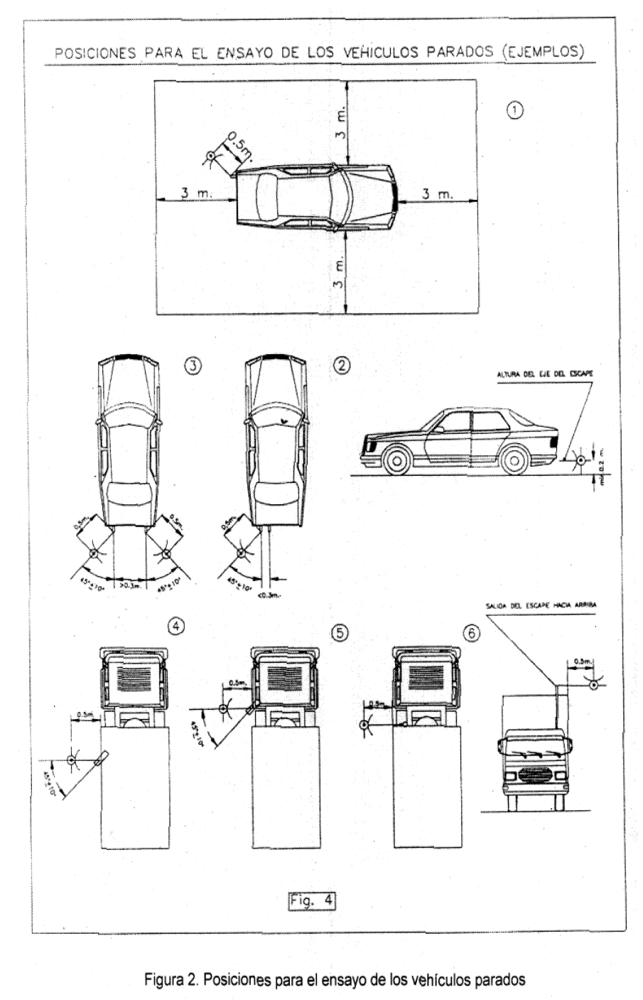 POSICIONES PARA EL ENSAYO DE LOS VEHICULOS PARADOS (EJEMPLOS)
1
3 m.
0.5m.
3 m.
3 m.
3 m.
3
2
ALTURA DEL EJE DEL ESCAPE
min.0.2 m.
0.5m.
0.5m.
0.5m.
45°±10°
>0.3m.
45°±10°
45°±10°
<0.3m.
SALIDA DEL ESCAPE HACIA ARRIBA
4
5
6
0.5m.
0.5m.
0.5m.
0.5m.
45°±10°
45°±10°
Fig. 4
Figura 2. Posiciones para el ensayo de los vehículos parados